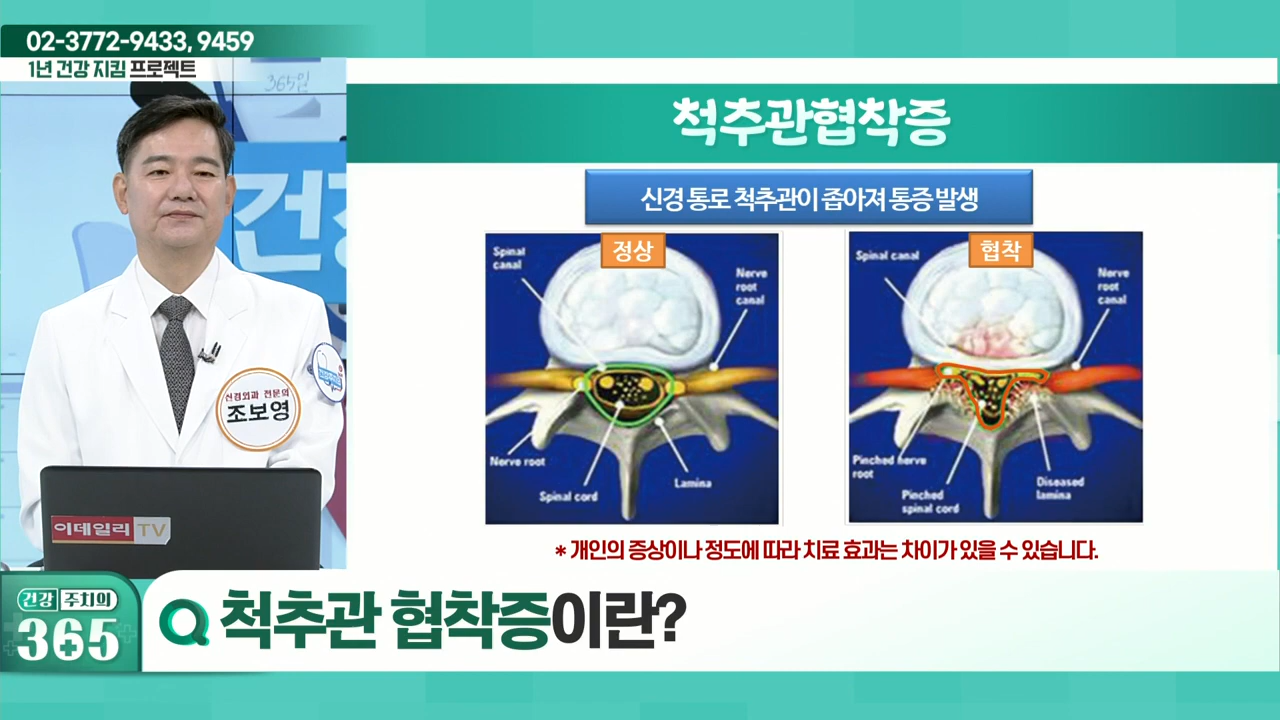 02-3772-9433, 9459
1년 건강 지킴 프로젝트
365일
건강
신경외과 전문의
조보영
이데일리 TV
척추관협착증
신경 통로 척추관이 좁아져 통증 발생
정상
Spinal canal
Nerve root canal
Nerve root
Spinal cord
Lamina
협착
Spinal canal
Nerve root canal
Pinched nerve root
Pinched spinal cord
Diseased lamina
* 개인의 증상이나 정도에 따라 치료 효과는 차이가 있을 수 있습니다.
건강 주치의
365
Q 척추관 협착증이란?